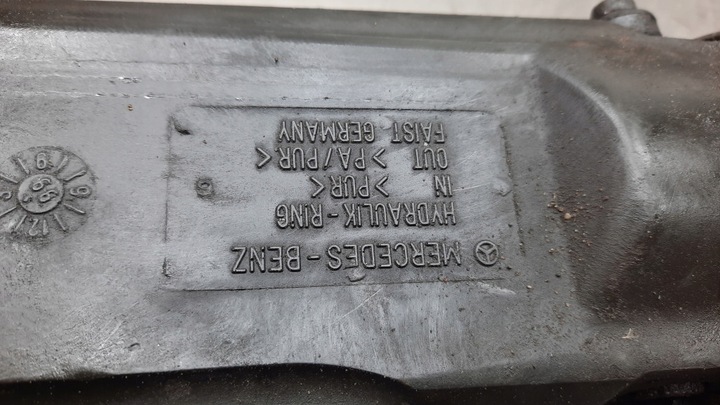 MERCEDES-BENZ
HYDRAULIK-RING
IN >PUR<
OUT >PA/PUR<
FAIST GERMANY